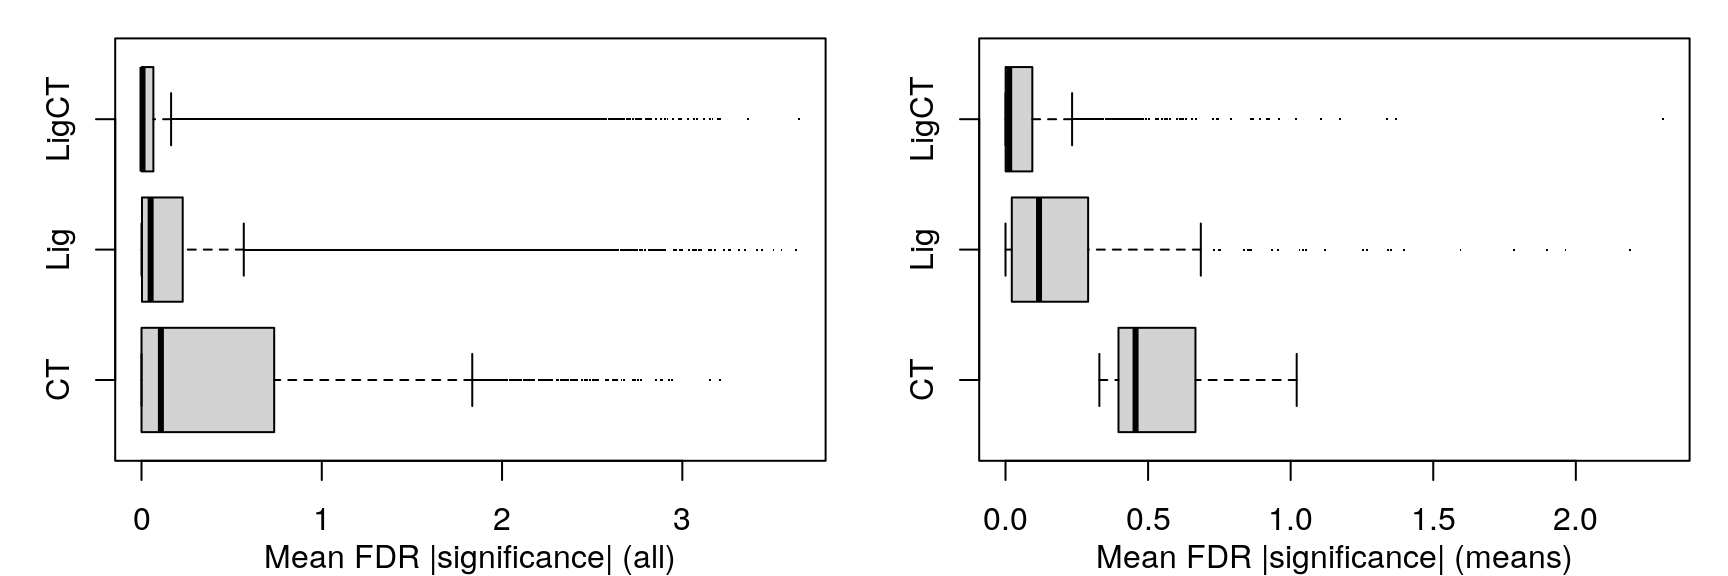 LigCT
Lig
CT
0 1 2 3
Mean FDR |significance| (all)
LigCT
Lig
CT
0.0 0.5 1.0 1.5 2.0
Mean FDR |significance| (means)